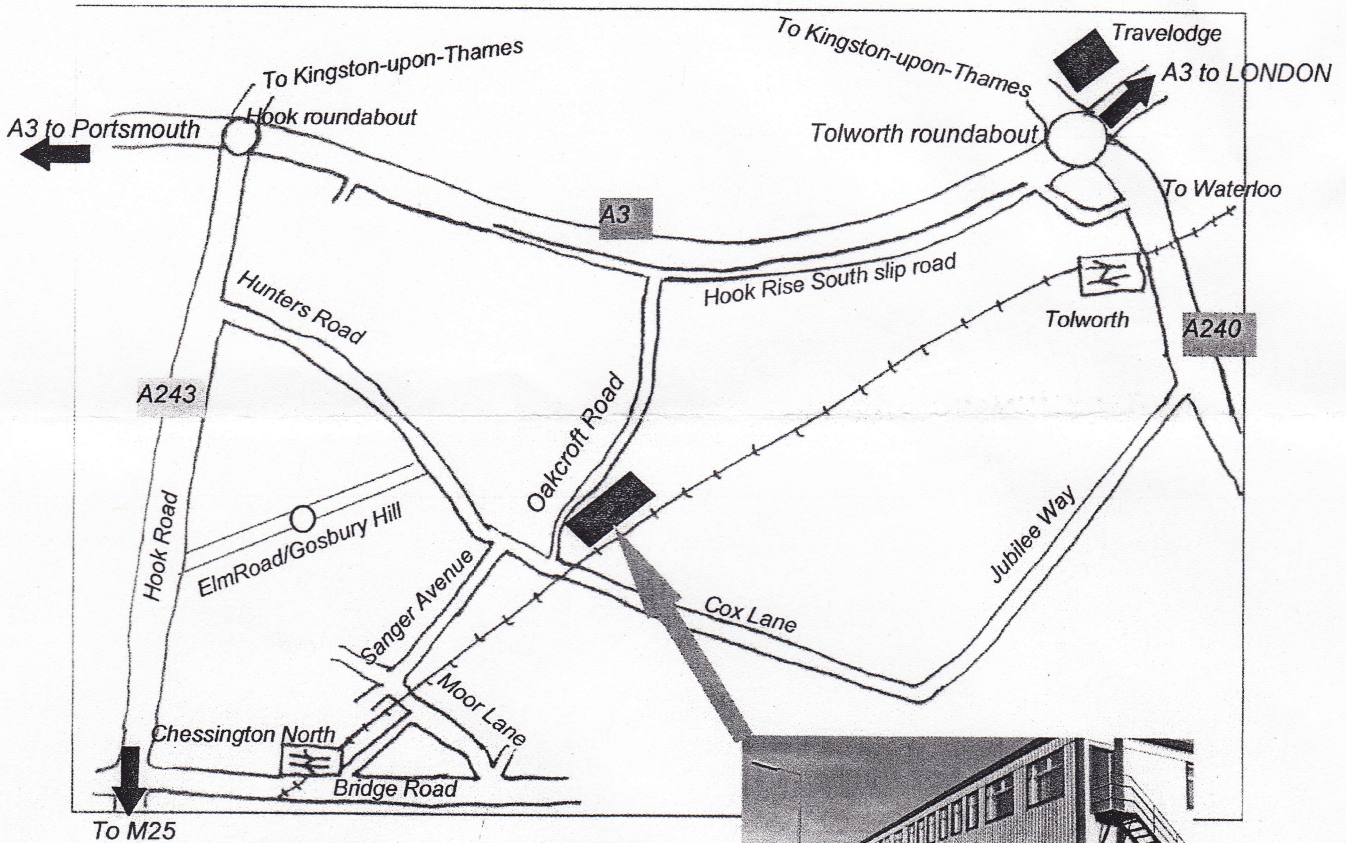 To Kingston-upon-Thames
Hook roundabout
A3 to Portsmouth
To Kingston-upon-Thames
Travelodge
A3 to LONDON
Tolworth roundabout
To Waterloo
A3
Hook Rise South slip road
Tolworth
A240
Hunters Road
A243
Oakcroft Road
Hook Road
ElmRoad/Gosbury Hill
Sanger Avenue
Jubilee Way
Cox Lane
Moor Lane
Chessington North
Bridge Road
To M25